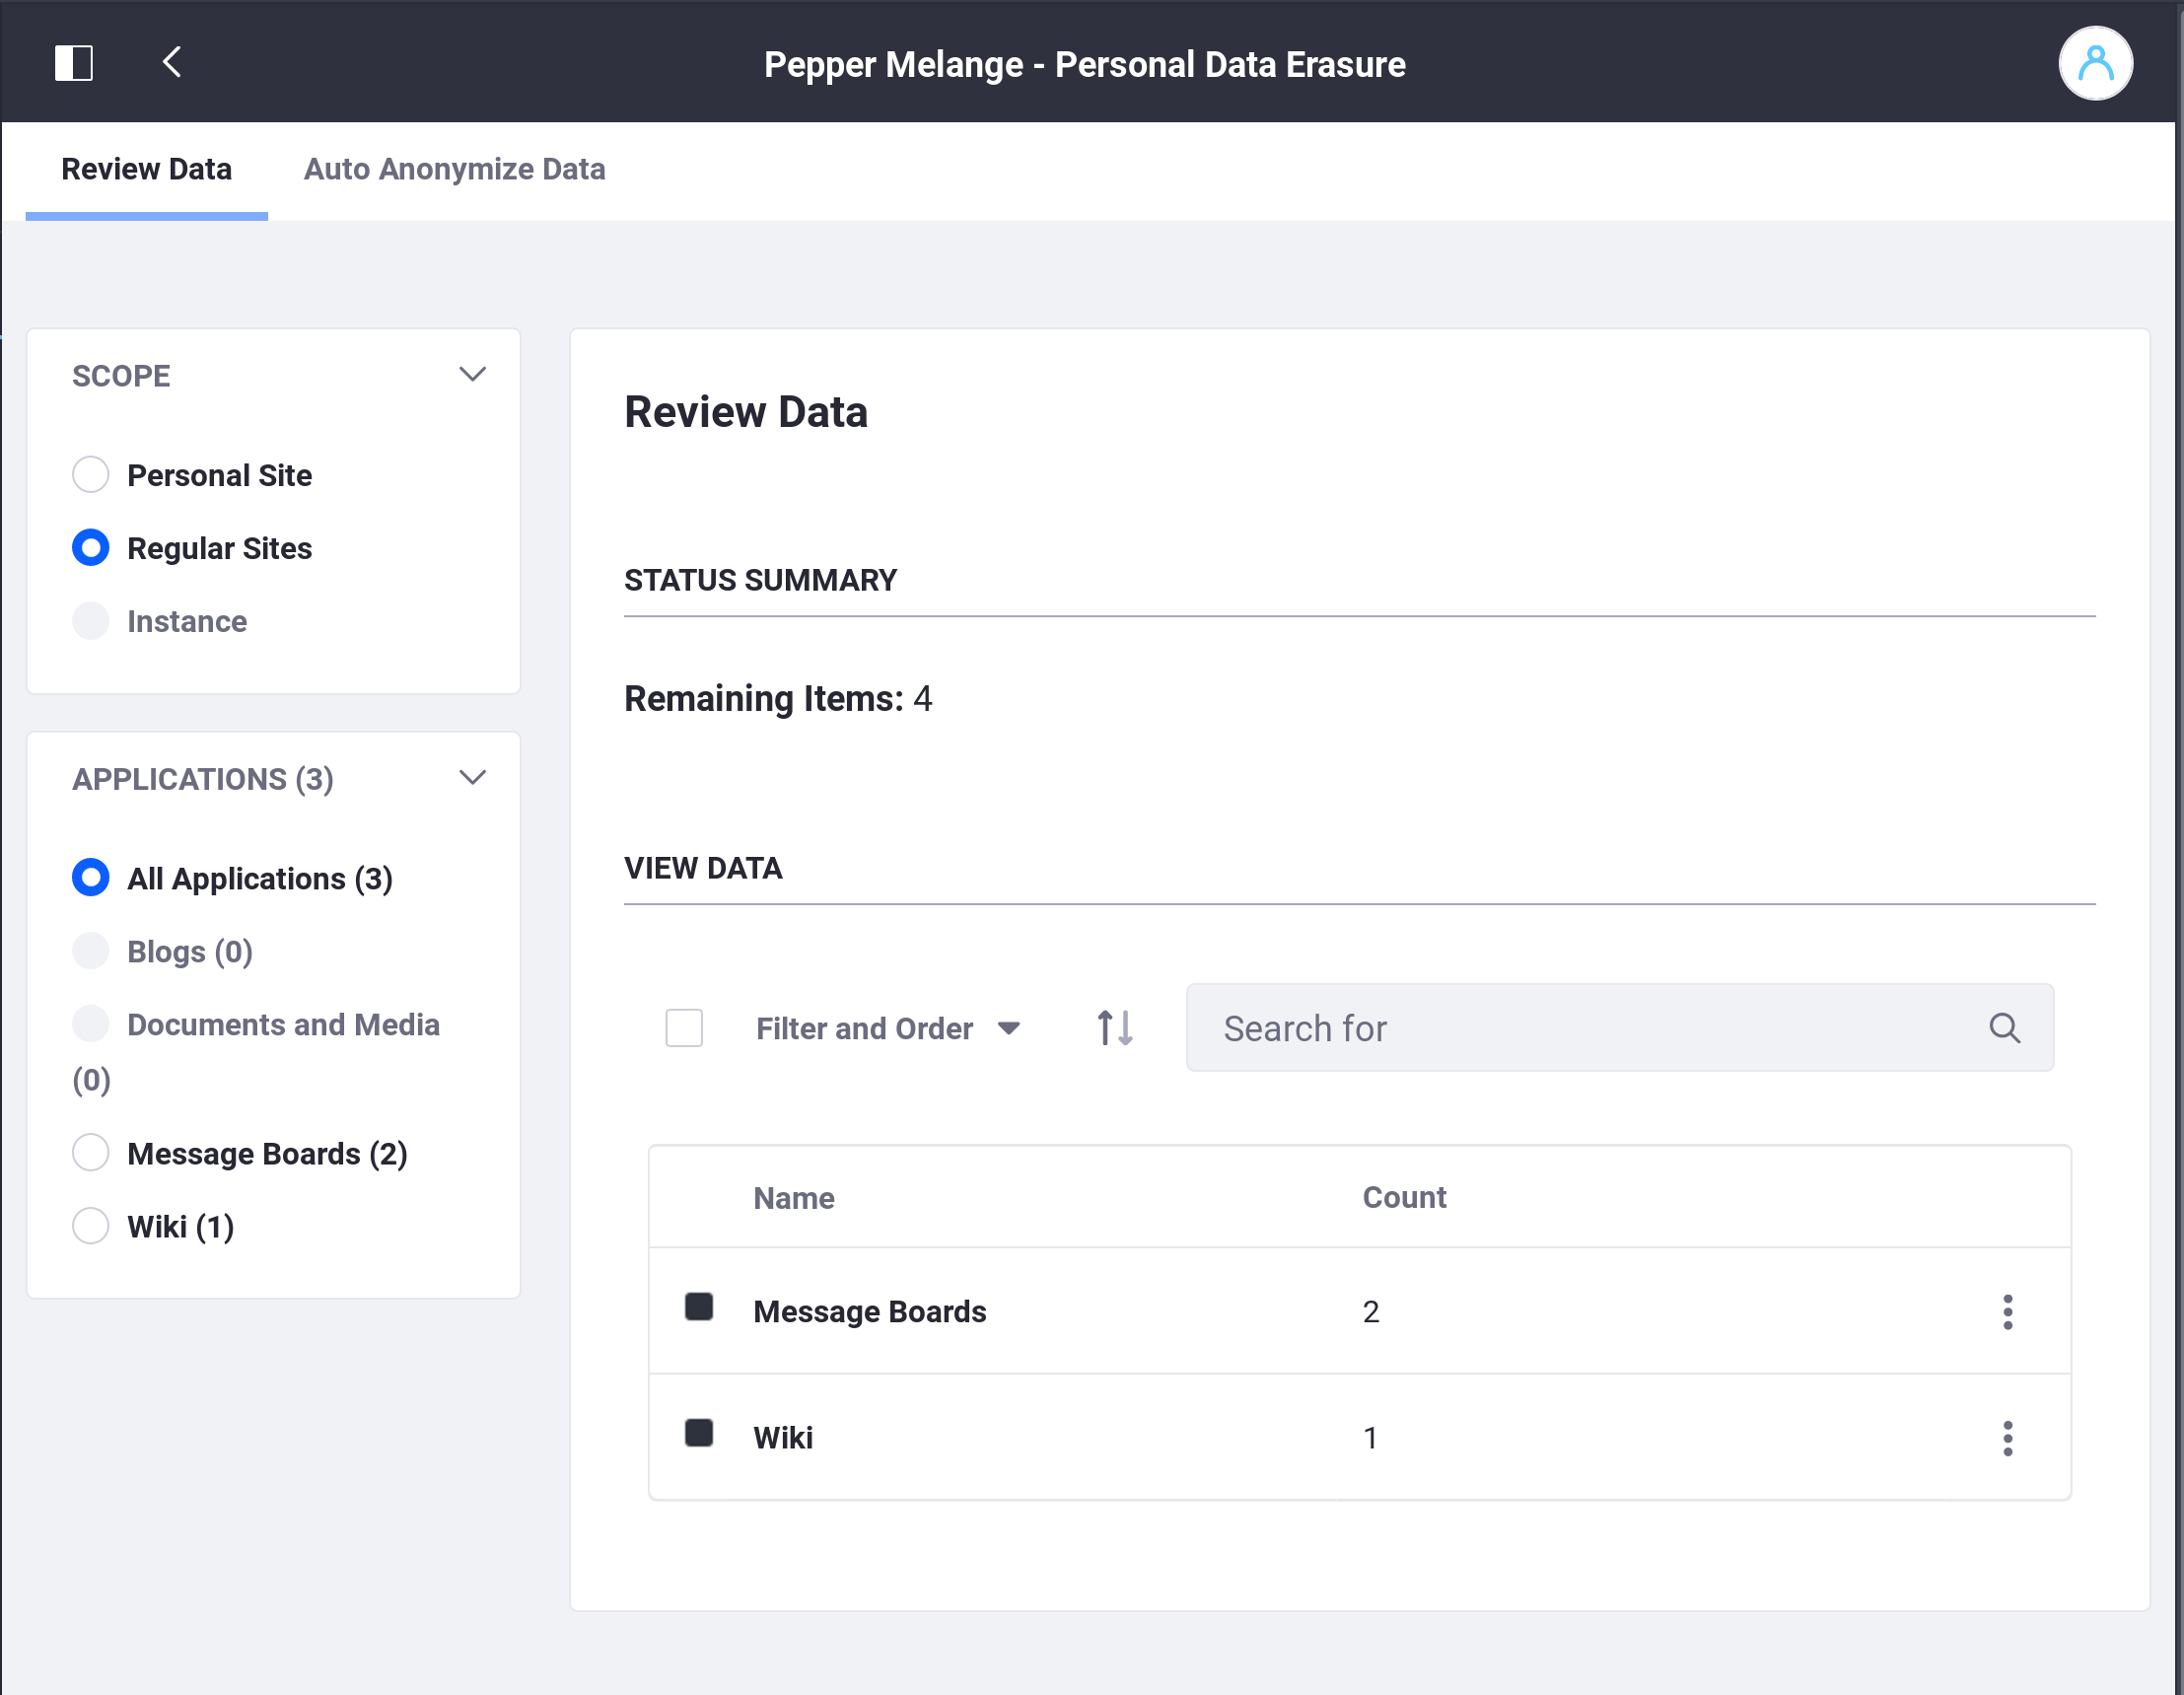 Pepper Melange - Personal Data Erasure
Review Data
Auto Anonymize Data
SCOPE
Personal Site
Regular Sites
Instance
APPLICATIONS (3)
All Applications (3)
Blogs (0)
Documents and Media
(0)
Message Boards (2)
Wiki (1)
Review Data
STATUS SUMMARY
Remaining Items: 4
VIEW DATA
Filter and Order
Search for
Name Count
Message Boards 2
Wiki 1